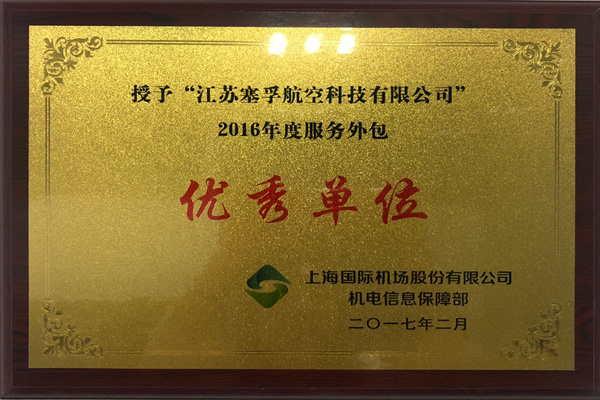 授予“江苏塞孚航空科技有限公司”
2016年度服务外包
优秀单位
上海国际机场股份有限公司
机电信息保障部
二〇一七年二月